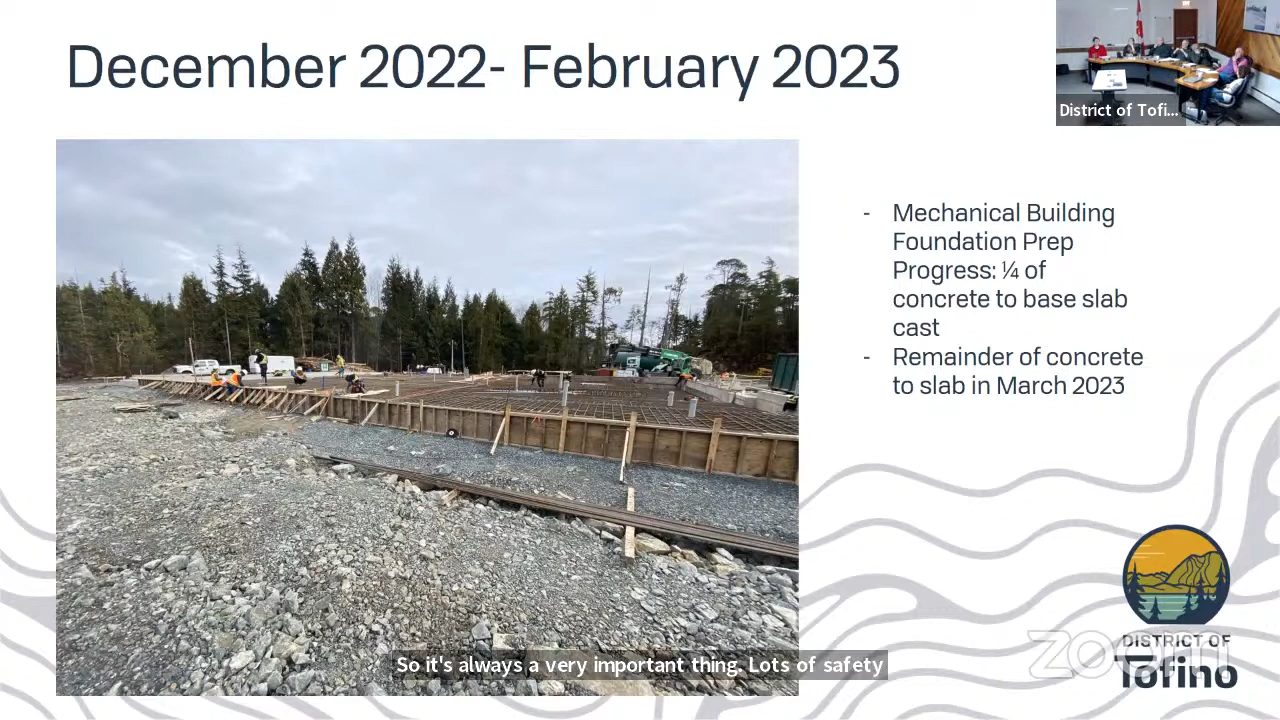 December 2022- February 2023
District of Tofi...
- Mechanical Building
Foundation Prep
Progress: ¼ of
concrete to base slab
cast
- Remainder of concrete
to slab in March 2023
So it's always a very important thing. Lots of safety
DISTRICT OF
Tofino
zoom